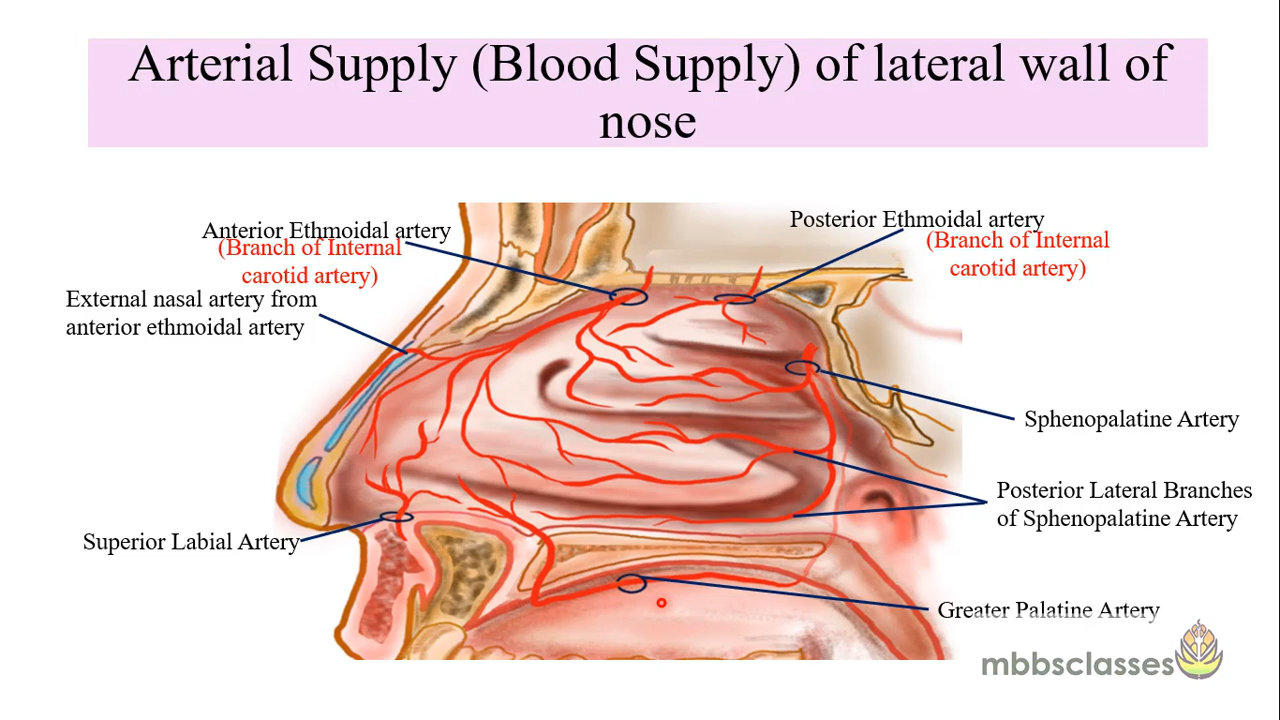 Arterial Supply (Blood Supply) of lateral wall of
nose
Anterior Ethmoidal artery
(Branch of Internal
carotid artery)
Posterior Ethmoidal artery
(Branch of Internal
carotid artery)
External nasal artery from
anterior ethmoidal artery
Sphenopalatine Artery
Posterior Lateral Branches
of Sphenopalatine Artery
Superior Labial Artery
Greater Palatine Artery
mbbsclasses